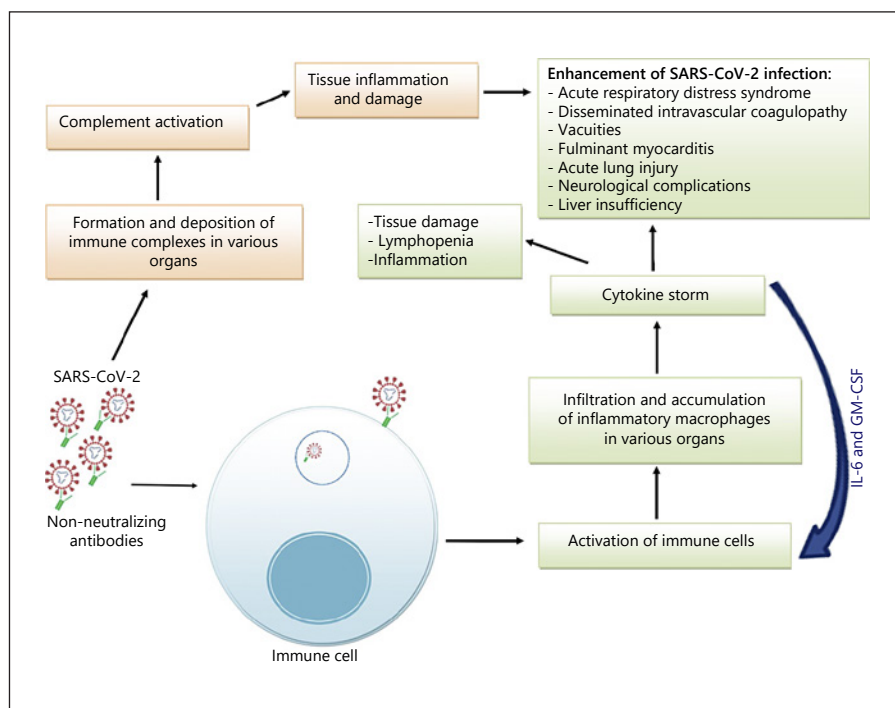 Tissue inflammation
and damage
Complement activation
Formation and deposition of
immune complexes in various
organs
SARS-CoV-2
Non-neutralizing
antibodies
Immune cell
Enhancement of SARS-CoV-2 infection:
- Acute respiratory distress syndrome
- Disseminated intravascular coagulopathy
- Vacuities
- Fulminant myocarditis
- Acute lung injury
- Neurological complications
- Liver insufficiency
-Tissue damage
- Lymphopenia
-Inflammation
Cytokine storm
Infiltration and accumulation
of inflammatory macrophages
in various organs
Activation of immune cells
IL-6 and GM-CSF